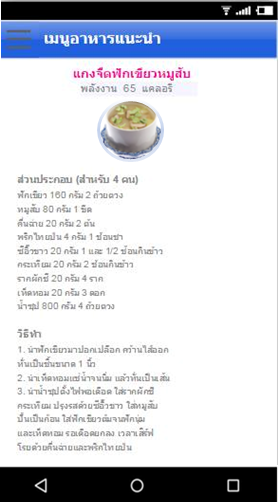 เมนูอาหารแนะนำ
แกงจืดฟักเขียวหมูสับ
พลังงาน 65 แคลอรี
ส่วนประกอบ (สำหรับ 4 คน)
ฟักเขียว 160 กรัม 2 ถ้วยตวง
หมูสับ 80 กรัม 1 ขีด
คื่นฉ่าย 20 กรัม 2 ต้น
พริกไทยป่น 4 กรัม 1 ช้อนชา
ซีอิ๊วขาว 20 กรัม 1 และ 1/2 ช้อนกินข้าว
กระเทียม 20 กรัม 2 ช้อนกินข้าว
รากผักชี 20 กรัม 4 ราก
เห็ดหอม 20 กรัม 3 ดอก
น้ำซุป 800 กรัม 4 ถ้วยตวง
วิธีทำ
1. นำฟักเขียวมาปอกเปลือก คว้านไส้ออก
หั่นเป็นชิ้นขนาด 1 นิ้ว
2. นำเห็ดหอมแช่น้ำจนนิ่ม แล้วหั่นเป็นเส้น
3. นำน้ำซุปตั้งไฟพอเดือด ใส่รากผักชี
กระเทียม ปรุงรสด้วยซีอิ๊วขาว ใส่หมูสับ
ปั้นเป็นก้อน ใส่ฟักเขียวต้มจนฟักนุ่ม
และเห็ดหอม รอเดือดยกลง เวลาเสิร์ฟ
โรยด้วยคื่นฉ่ายและพริกไทยป่น